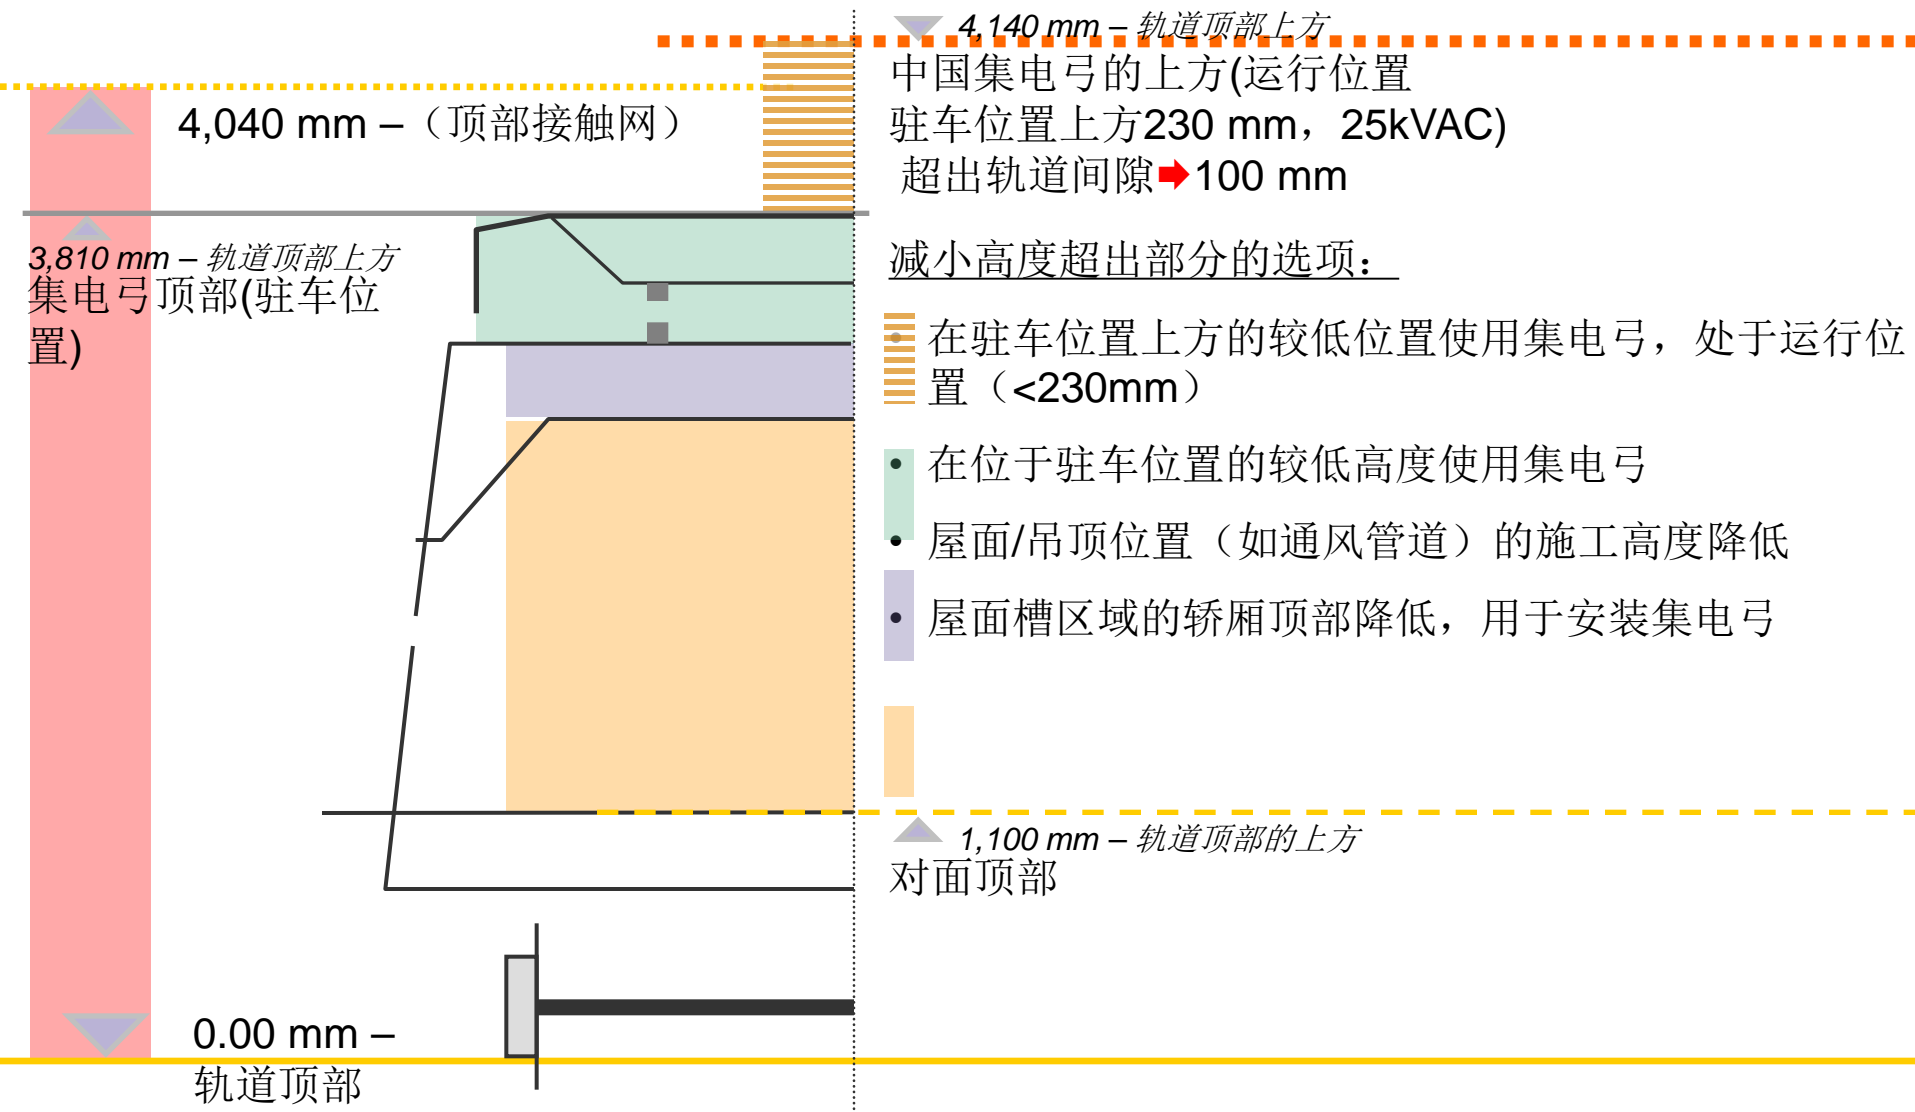 4,140 mm – 轨道顶部上方
中国集电弓的上方(运行位置
驻车位置上方230 mm，25kVAC)
超出轨道间隙100 mm
4,040 mm –（顶部接触网）
3,810 mm – 轨道顶部上方
集电弓顶部(驻车位
置)
减小高度超出部分的选项：
• 在驻车位置上方的较低位置使用集电弓，处于运行位
置（<230mm）
• 在位于驻车位置的较低高度使用集电弓
• 屋面/吊顶位置（如通风管道）的施工高度降低
• 屋面槽区域的轿厢顶部降低，用于安装集电弓
1,100 mm – 轨道顶部的上方
对面顶部
0.00 mm –
轨道顶部